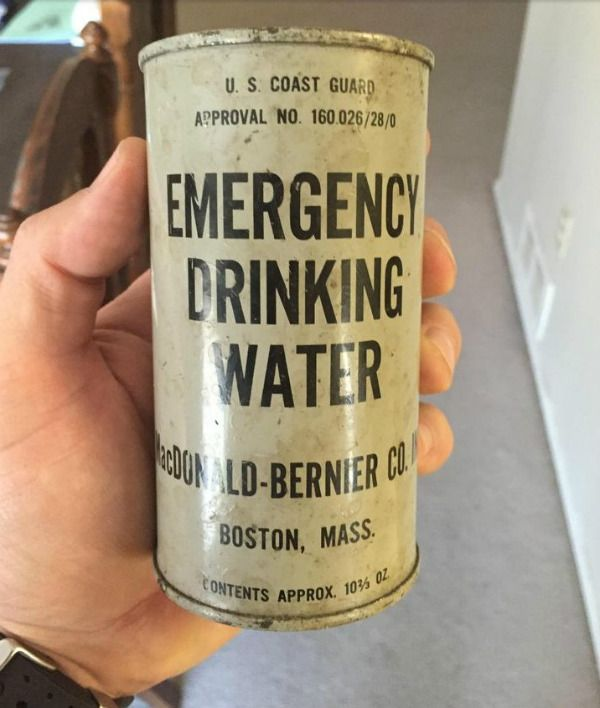 U. S. COAST GUARD
APPROVAL NO. 160.026/28/0
EMERGENCY
DRINKING
WATER
MacDONALD-BERNIER CO.
BOSTON, MASS.
CONTENTS APPROX. 10⅔ OZ.